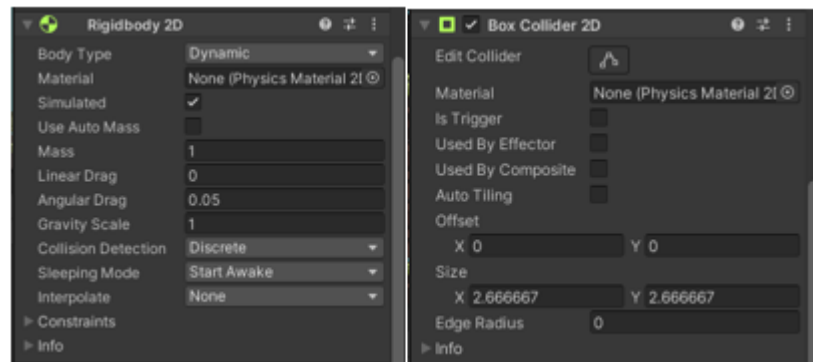 Rigidbody 2D
Body Type Dynamic
Material None (Physics Material 2I
Simulated
Use Auto Mass
Mass 1
Linear Drag 0
Angular Drag 0.05
Gravity Scale 1
Collision Detection Discrete
Sleeping Mode Start Awake
Interpolate None
Constraints
Info
Box Collider 2D
Edit Collider
Material None (Physics Material 2I
Is Trigger
Used By Effector
Used By Composite
Auto Tiling
Offset
X 0 Y 0
Size
X 2.666667 Y 2.666667
Edge Radius 0
Info